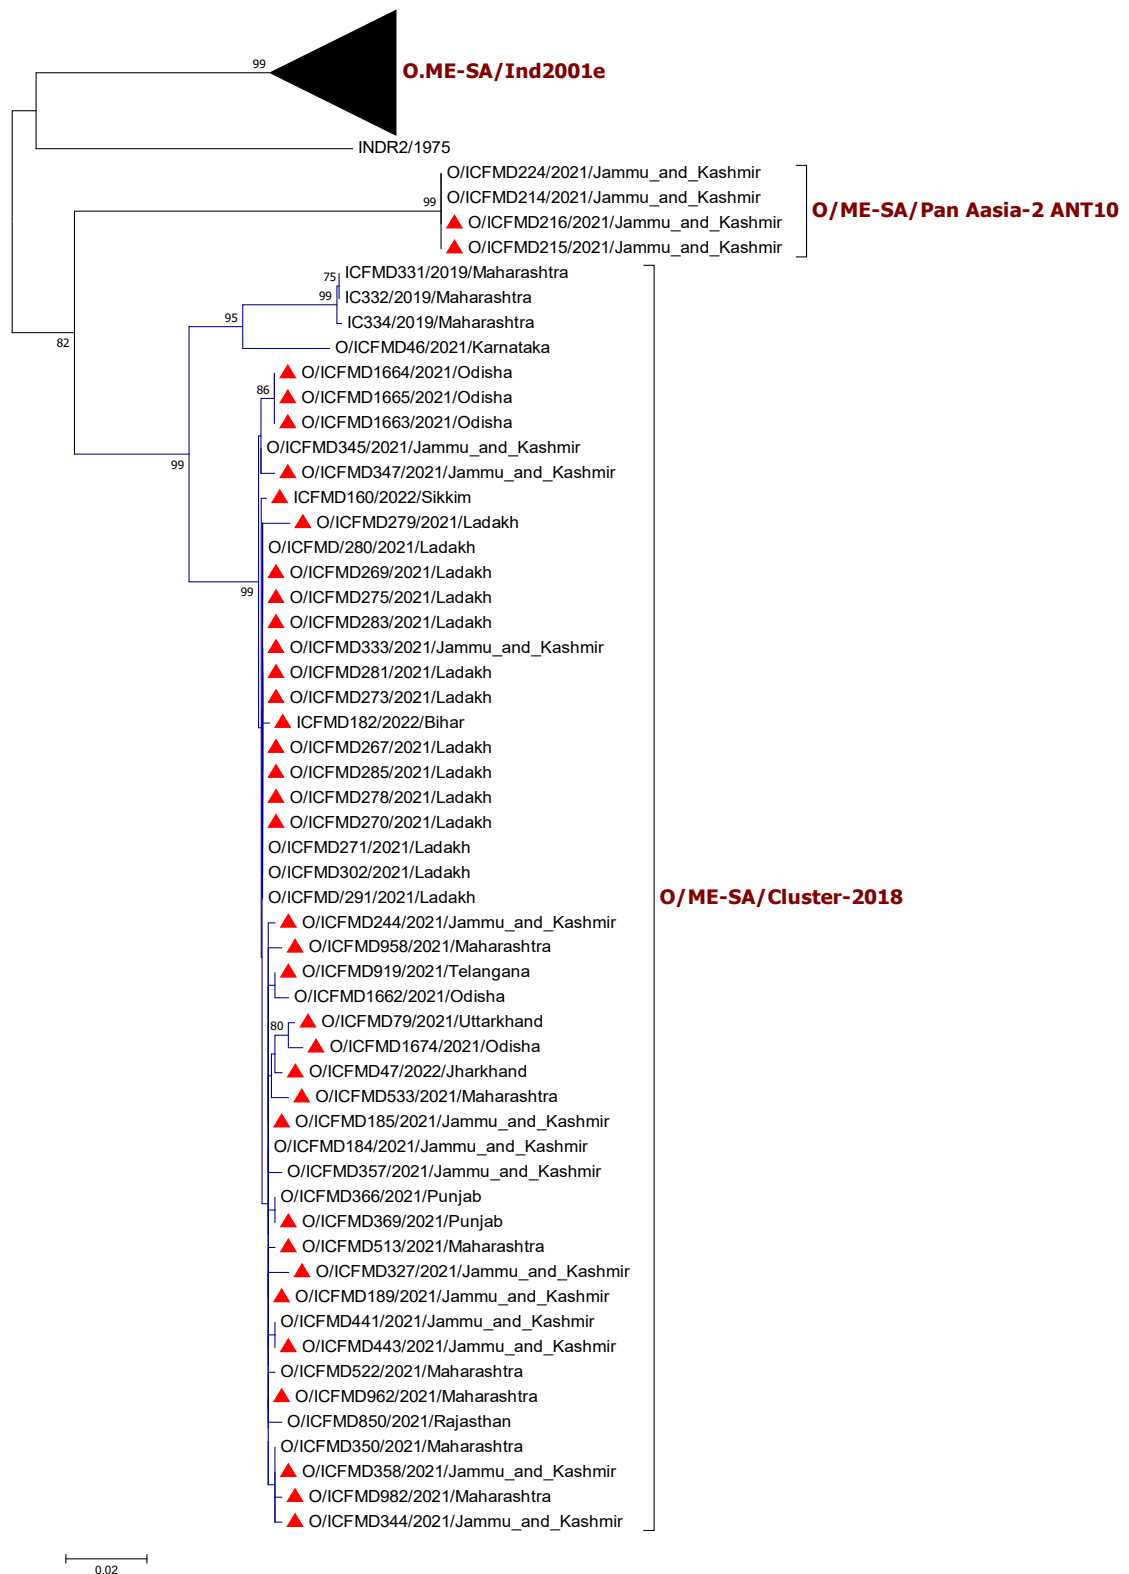 99
O.ME-SA/Ind2001e
INDR2/1975
O/ICFMD224/2021/Jammu_and_Kashmir
O/ICFMD214/2021/Jammu_and_Kashmir
99
O/ME-SA/Pan Aasia-2 ANT10
O/ICFMD216/2021/Jammu_and_Kashmir
O/ICFMD215/2021/Jammu_and_Kashmir
75
ICFMD331/2019/Maharashtra
99
IC332/2019/Maharashtra
95
IC334/2019/Maharashtra
82
O/ICFMD46/2021/Karnataka
O/ICFMD1664/2021/Odisha
86
O/ICFMD1665/2021/Odisha
O/ICFMD1663/2021/Odisha
O/ICFMD345/2021/Jammu_and_Kashmir
99
O/ICFMD347/2021/Jammu_and_Kashmir
ICFMD160/2022/Sikkim
O/ICFMD279/2021/Ladakh
O/ICFMD/280/2021/Ladakh
O/ICFMD269/2021/Ladakh
99
O/ICFMD275/2021/Ladakh
O/ICFMD283/2021/Ladakh
O/ICFMD333/2021/Jammu_and_Kashmir
O/ICFMD281/2021/Ladakh
O/ICFMD273/2021/Ladakh
ICFMD182/2022/Bihar
O/ICFMD267/2021/Ladakh
O/ICFMD285/2021/Ladakh
O/ICFMD278/2021/Ladakh
O/ICFMD270/2021/Ladakh
O/ICFMD271/2021/Ladakh
O/ICFMD302/2021/Ladakh
O/ICFMD/291/2021/Ladakh
O/ME-SA/Cluster-2018
O/ICFMD244/2021/Jammu_and_Kashmir
O/ICFMD958/2021/Maharashtra
O/ICFMD919/2021/Telangana
O/ICFMD1662/2021/Odisha
80
O/ICFMD79/2021/Uttarkhand
O/ICFMD1674/2021/Odisha
O/ICFMD47/2022/Jharkhand
O/ICFMD533/2021/Maharashtra
O/ICFMD185/2021/Jammu_and_Kashmir
O/ICFMD184/2021/Jammu_and_Kashmir
O/ICFMD357/2021/Jammu_and_Kashmir
O/ICFMD366/2021/Punjab
O/ICFMD369/2021/Punjab
O/ICFMD513/2021/Maharashtra
O/ICFMD327/2021/Jammu_and_Kashmir
O/ICFMD189/2021/Jammu_and_Kashmir
O/ICFMD441/2021/Jammu_and_Kashmir
O/ICFMD443/2021/Jammu_and_Kashmir
O/ICFMD522/2021/Maharashtra
O/ICFMD962/2021/Maharashtra
O/ICFMD850/2021/Rajasthan
O/ICFMD350/2021/Maharashtra
O/ICFMD358/2021/Jammu_and_Kashmir
O/ICFMD982/2021/Maharashtra
O/ICFMD344/2021/Jammu_and_Kashmir
0.02